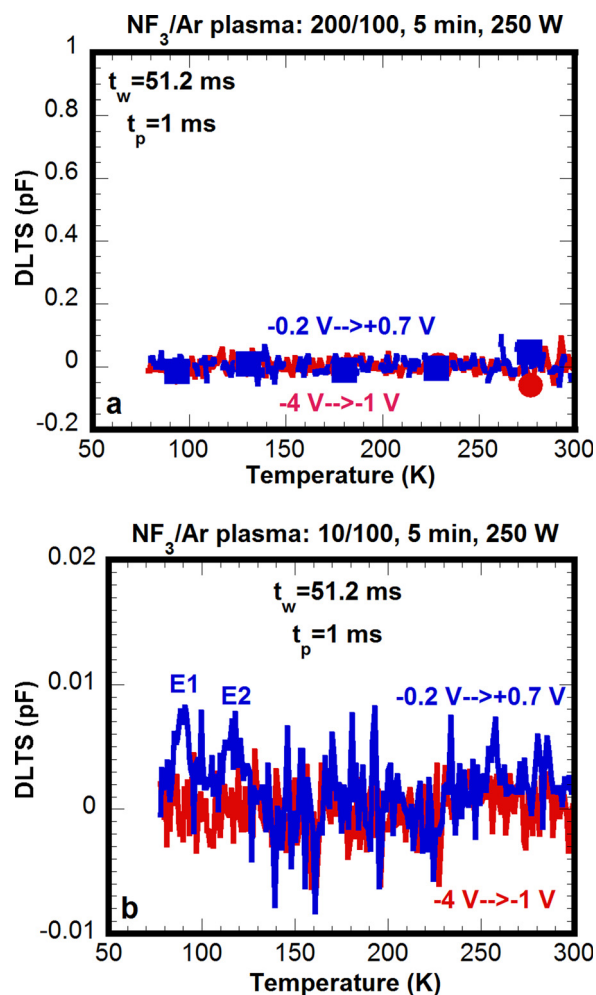 NF3/Ar plasma: 200/100, 5 min, 250 W
tw=51.2 ms
tp=1 ms
1
0.8
0.6
0.4
0.2
0
-0.2
DLTS (pF)
-0.2 V-->+0.7 V
-4 V-->-1 V
a
50 100 150 200 250 300
Temperature (K)
NF3/Ar plasma: 10/100, 5 min, 250 W
tw=51.2 ms
tp=1 ms
0.02
0.01
0
-0.01
DLTS (pF)
E1 E2
-0.2 V-->+0.7 V
-4 V-->-1 V
b
50 100 150 200 250 300
Temperature (K)